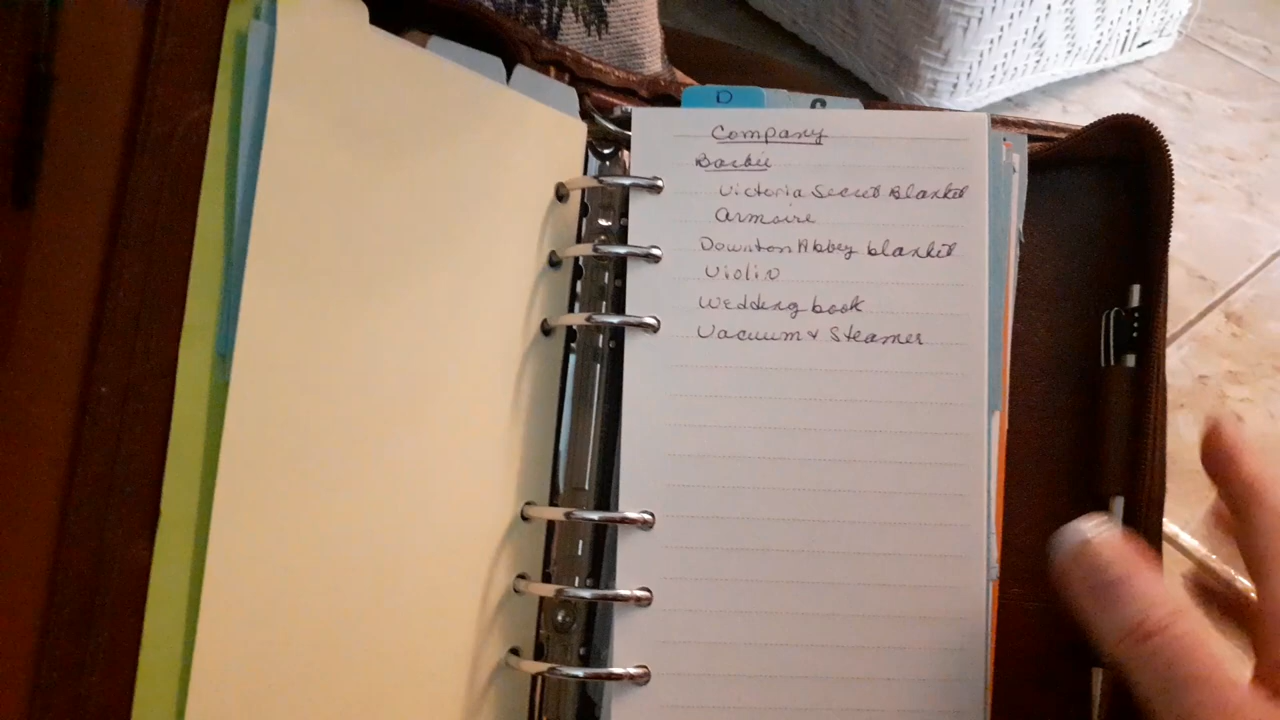 D
Company
Barbie
Victoria Secret Blanket
Armoire
Downton Abbey blanket
Violin
Wedding book
Vacuum & Steamer